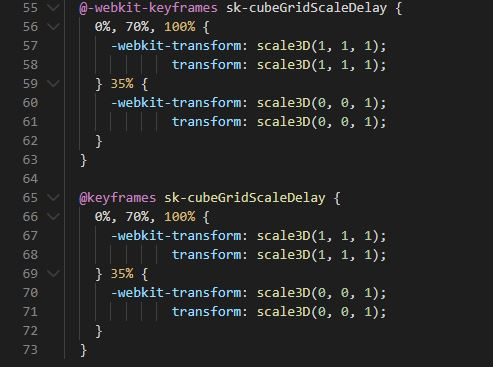 55 @-webkit-keyframes sk-cubeGridScaleDelay {
56   0%, 70%, 100% {
57     -webkit-transform: scale3D(1, 1, 1);
58             transform: scale3D(1, 1, 1);
59   } 35% {
60     -webkit-transform: scale3D(0, 0, 1);
61             transform: scale3D(0, 0, 1);
62   }
63 }
64
65 @keyframes sk-cubeGridScaleDelay {
66   0%, 70%, 100% {
67     -webkit-transform: scale3D(1, 1, 1);
68             transform: scale3D(1, 1, 1);
69   } 35% {
70     -webkit-transform: scale3D(0, 0, 1);
71             transform: scale3D(0, 0, 1);
72   }
73 }